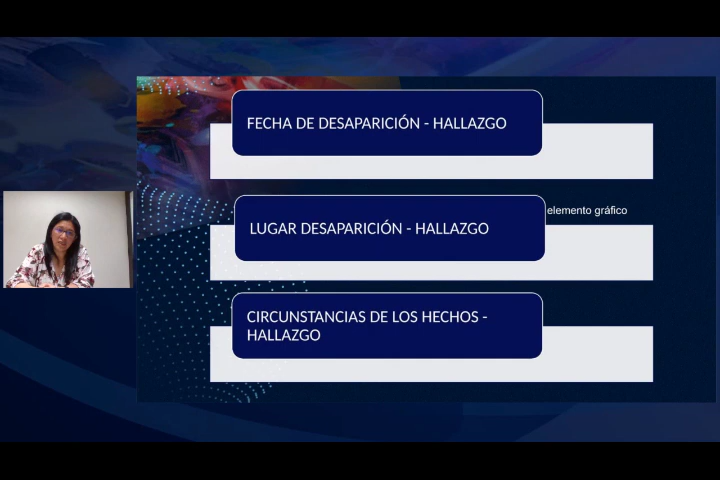 FECHA DE DESAPARICIÓN - HALLAZGO
elemento gráfico
LUGAR DESAPARICIÓN - HALLAZGO
CIRCUNSTANCIAS DE LOS HECHOS -
HALLAZGO